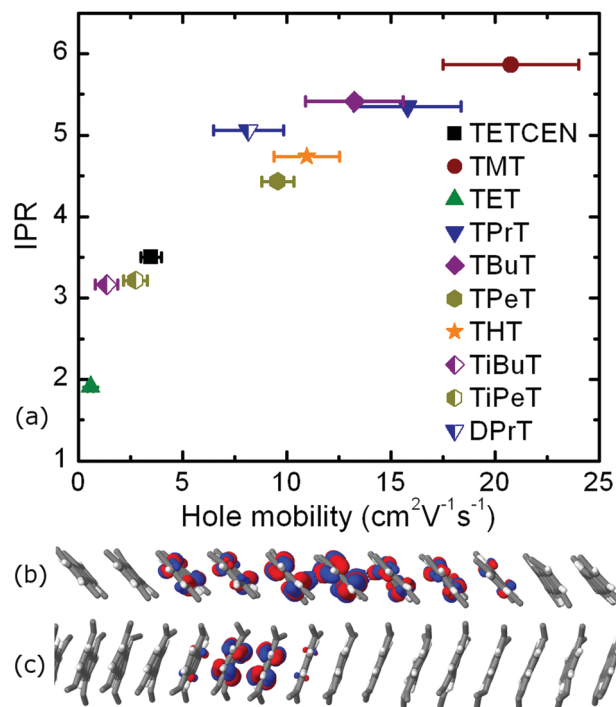 6
5
4
3
2
1
IPR
TETCEN
TMT
TET
TPrT
TBuT
TPeT
THT
TiBuT
TiPeT
DPrT
(a)
0 5 10 15 20 25
Hole mobility (cm²V⁻¹s⁻¹)
(b)
(c)